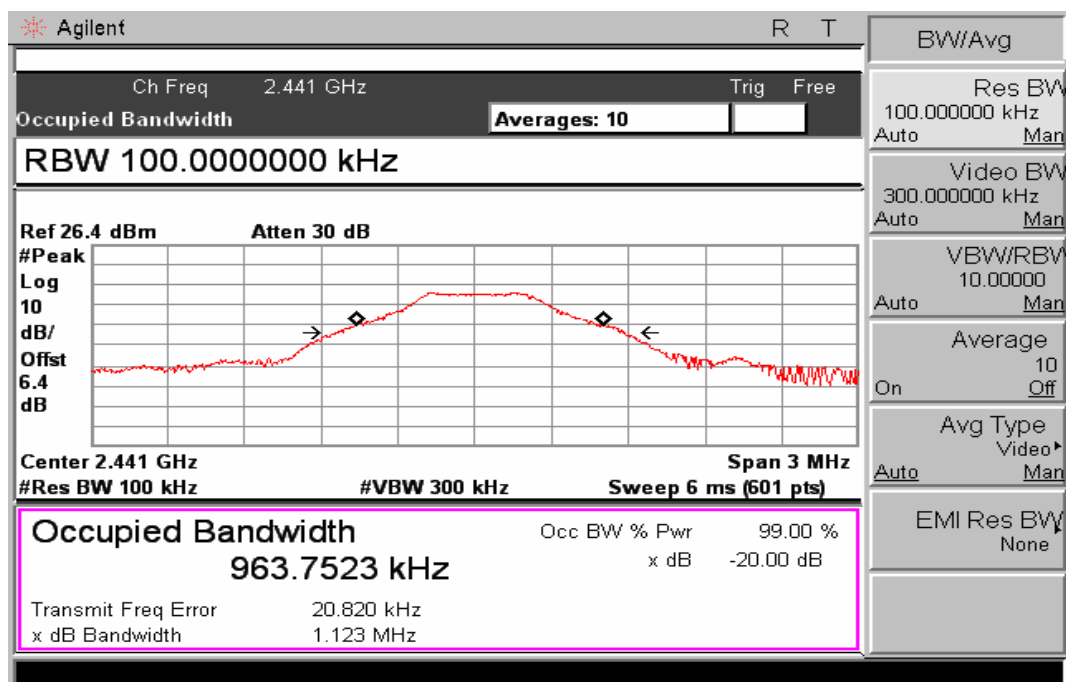 Agilent R T
Ch Freq 2.441 GHz Trig Free
Occupied Bandwidth Averages: 10
RBW 100.0000000 kHz
Ref 26.4 dBm Atten 30 dB
#Peak
Log
10
dB/
Offst
6.4
dB
Center 2.441 GHz Span 3 MHz
#Res BW 100 kHz #VBW 300 kHz Sweep 6 ms (601 pts)
Occupied Bandwidth Occ BW % Pwr 99.00 %
963.7523 kHz x dB -20.00 dB
Transmit Freq Error 20.820 kHz
x dB Bandwidth 1.123 MHz
BW/Avg
Res BW
100.000000 kHz
Auto Man
Video BW
300.000000 kHz
Auto Man
VBW/RBW
10.00000
Auto Man
Average
10
On Off
Avg Type
Video
Auto Man
EMI Res BW
None